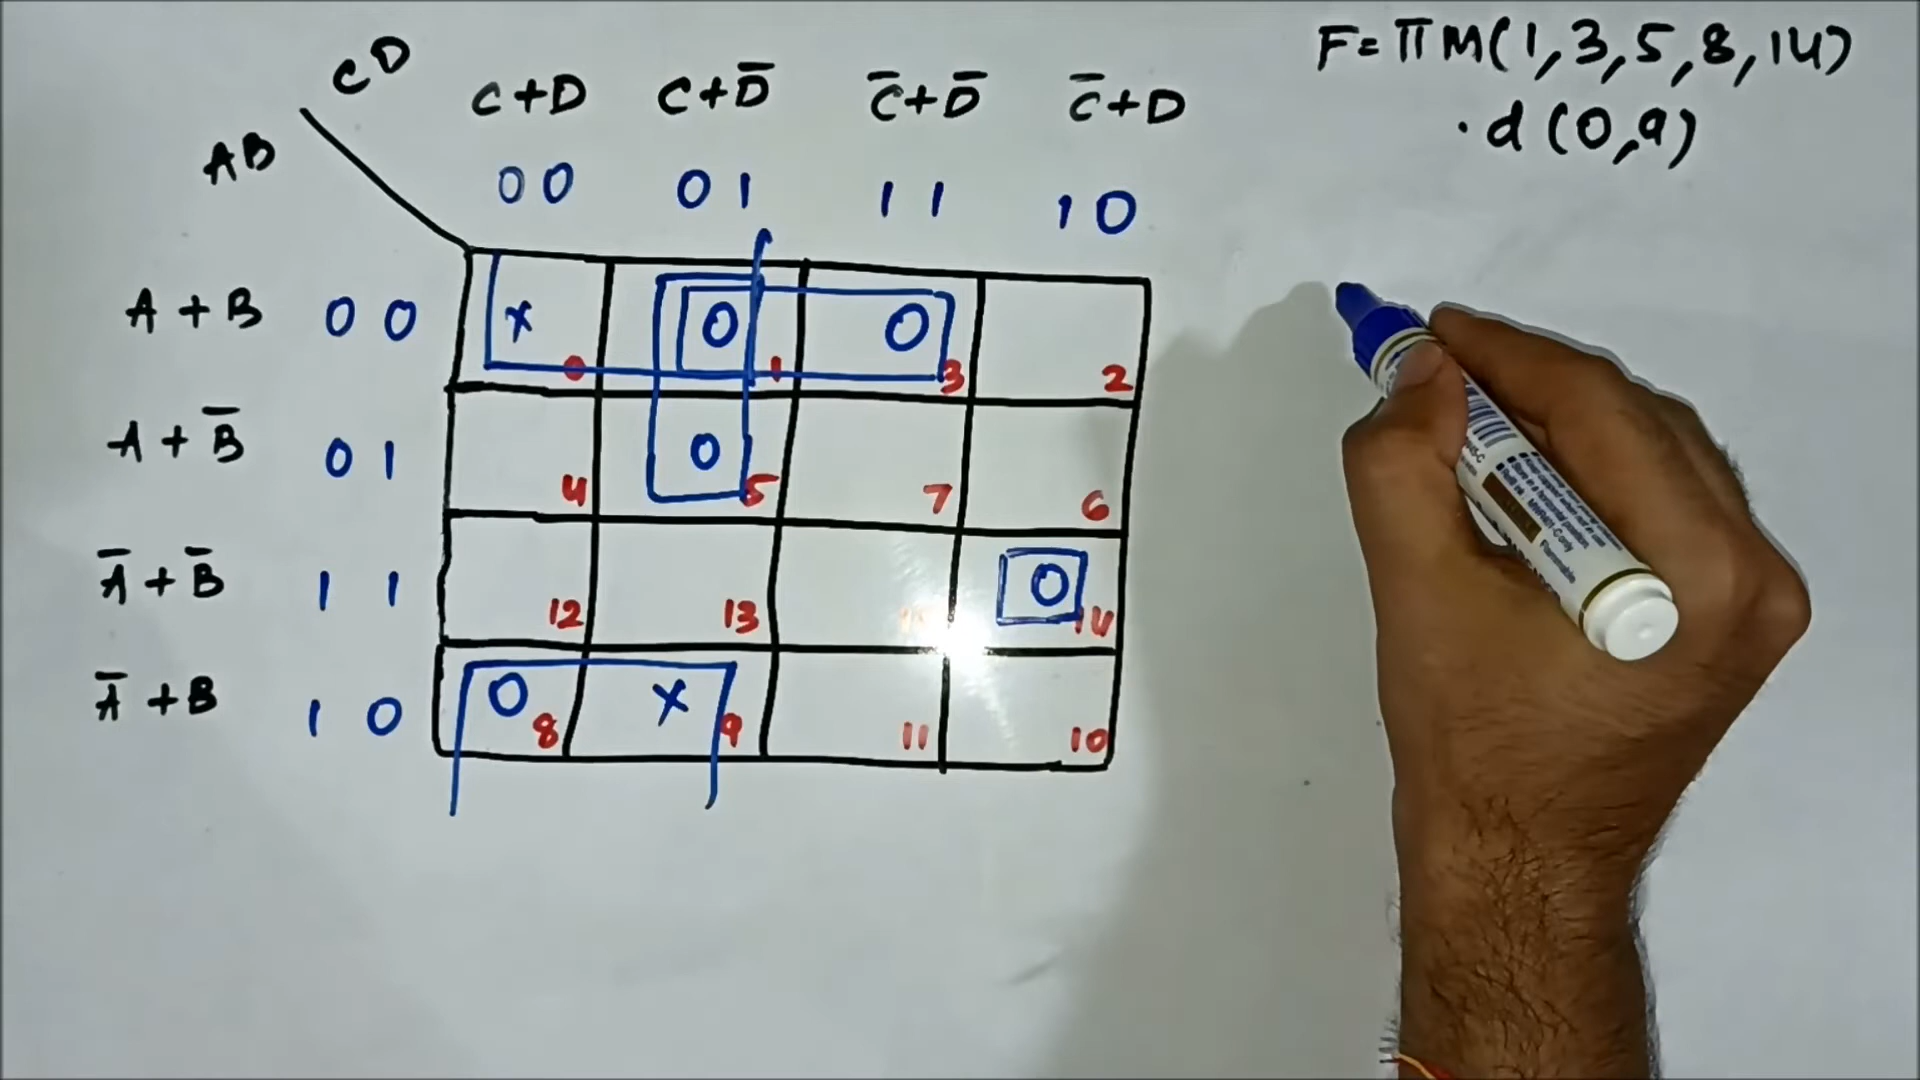 F = π M(1,3,5,8,14)
. d(0,9)
CD
AB
C+D C+D̅ C̅+D̅ C̅+D
00 01 11 10
A+B 00 X 0 0 0 1 3 2
A+B̅ 01 0 4 5 7 6
A̅+B̅ 11 0 12 13 14
A̅+B 10 0 8 X 9 11 10